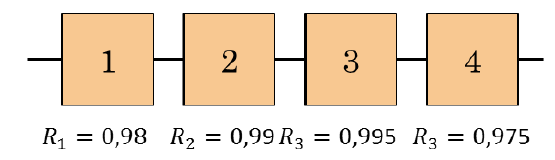 1 2 3 4
R₁ = 0,98 R₂ = 0,99 R₃ = 0,995 R₃ = 0,975